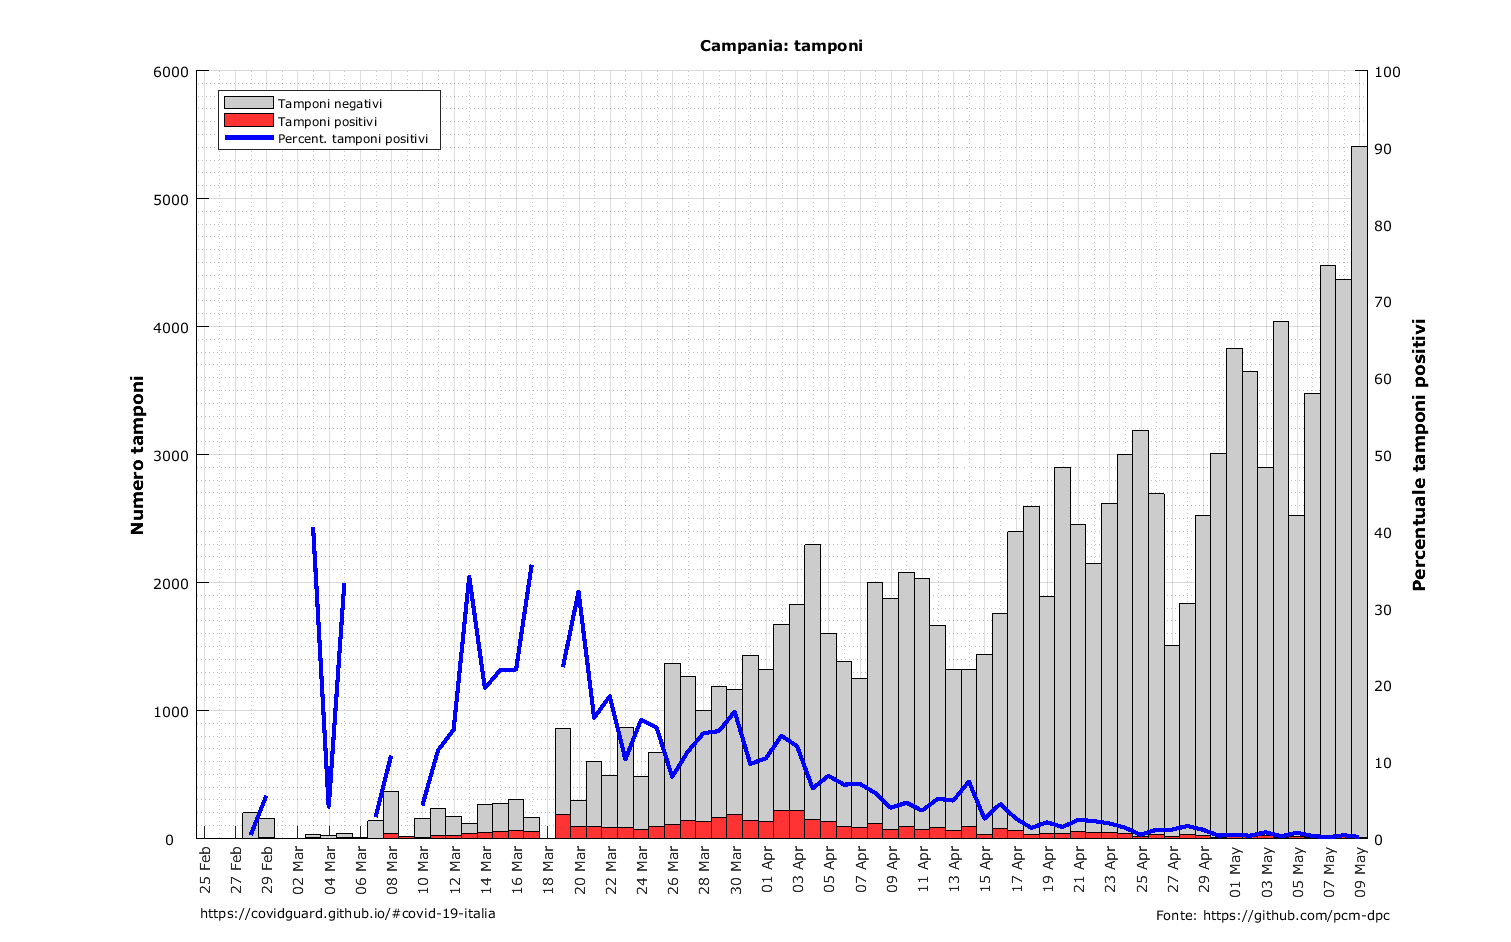 Campania: tamponi
6000
5000
4000
3000
2000
1000
0
100
90
80
70
60
50
40
30
20
10
0
Tamponi negativi
Tamponi positivi
Percent. tamponi positivi
Numero tamponi
Percentuale tamponi positivi
25 Feb
27 Feb
29 Feb
02 Mar
04 Mar
06 Mar
08 Mar
10 Mar
12 Mar
14 Mar
16 Mar
18 Mar
20 Mar
22 Mar
24 Mar
26 Mar
28 Mar
30 Mar
01 Apr
03 Apr
05 Apr
07 Apr
09 Apr
11 Apr
13 Apr
15 Apr
17 Apr
19 Apr
21 Apr
23 Apr
25 Apr
27 Apr
29 Apr
01 May
03 May
05 May
07 May
09 May
https://covidguard.github.io/#covid-19-italia
Fonte: https://github.com/pcm-dpc